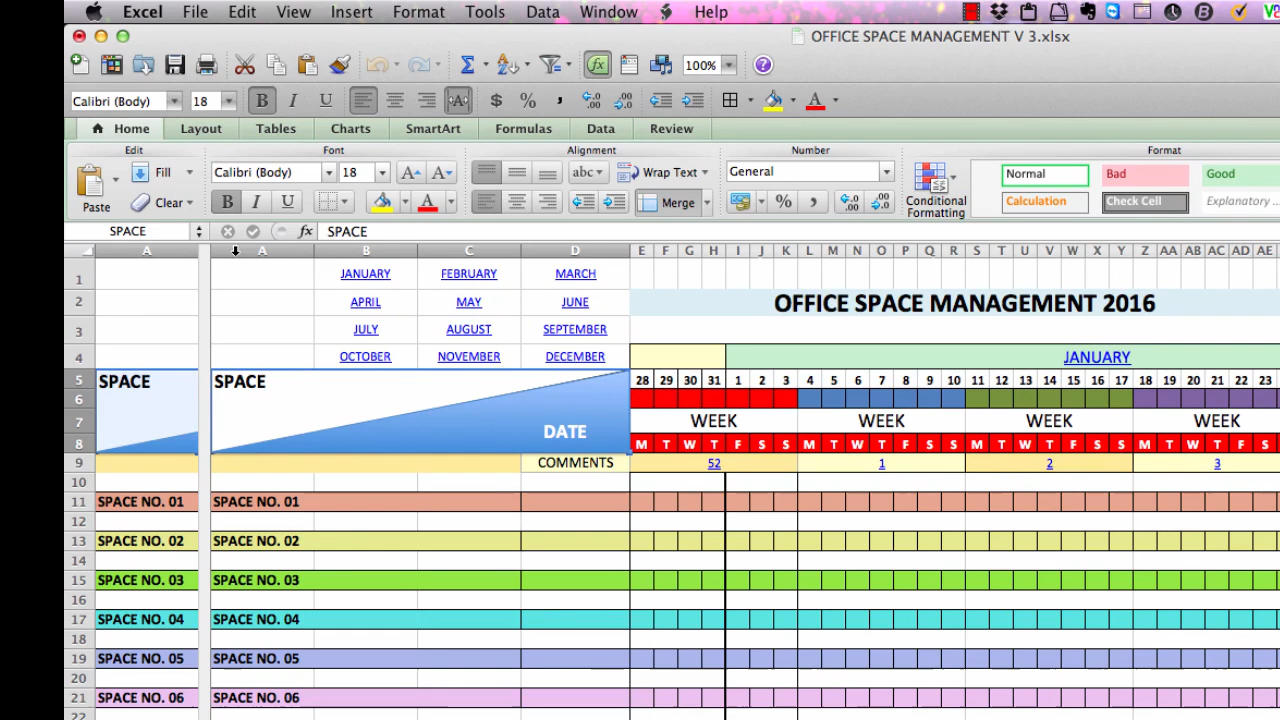 Excel File Edit View Insert Format Tools Data Window Help
OFFICE SPACE MANAGEMENT V 3.xlsx
100%
Calibri (Body) 18 B I U A $ % , .0 .00
Home Layout Tables Charts SmartArt Formulas Data Review
Edit Font Alignment Number Format
Paste Fill Clear Calibri (Body) 18 A A B I U A abc Wrap Text Merge General % , Conditional Formatting Normal Bad Good Calculation Check Cell Explanatory ...
SPACE fx SPACE
A A B C D E F G H I J K L M N O P Q R S T U V W X Y Z AA AB AC AD AE
1 JANUARY FEBRUARY MARCH
2 APRIL MAY JUNE OFFICE SPACE MANAGEMENT 2016
3 JULY AUGUST SEPTEMBER
4 OCTOBER NOVEMBER DECEMBER JANUARY
5 SPACE SPACE 28 29 30 31 1 2 3 4 5 6 7 8 9 10 11 12 13 14 15 16 17 18 19 20 21 22 23
6
7 DATE WEEK WEEK WEEK WEEK
8 M T W T F S S M T W T F S S M T W T F S S M T W T F S
9 COMMENTS 52 1 2 3
10
11 SPACE NO. 01 SPACE NO. 01
12
13 SPACE NO. 02 SPACE NO. 02
14
15 SPACE NO. 03 SPACE NO. 03
16
17 SPACE NO. 04 SPACE NO. 04
18
19 SPACE NO. 05 SPACE NO. 05
20
21 SPACE NO. 06 SPACE NO. 06
22